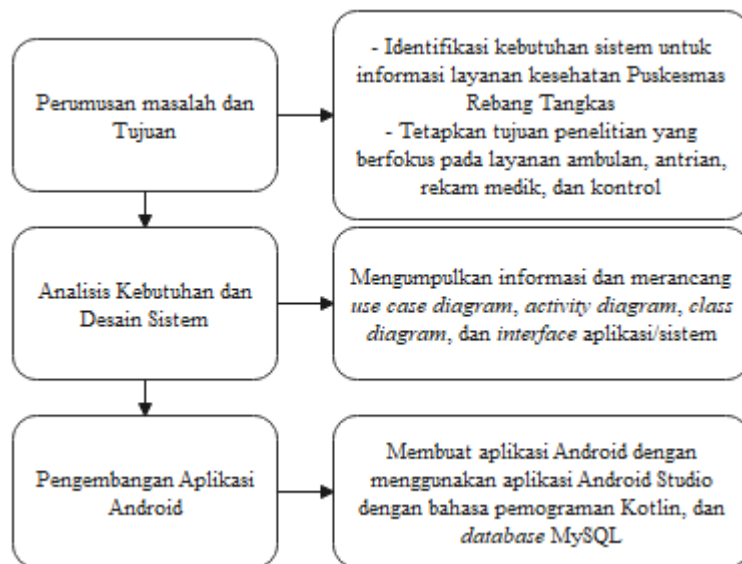 Perumusan masalah dan
Tujuan
- Identifikasi kebutuhan sistem untuk
informasi layanan kesehatan Puskesmas
Rebang Tangkas
- Tetapkan tujuan penelitian yang
berfokus pada layanan ambulan, antrian,
rekam medik, dan kontrol
Analisis Kebutuhan dan
Desain Sistem
Mengumpulkan informasi dan merancang
use case diagram, activity diagram, class
diagram, dan interface aplikasi/sistem
Pengembangan Aplikasi
Android
Membuat aplikasi Android dengan
menggunakan aplikasi Android Studio
dengan bahasa pemograman Kotlin, dan
database MySQL